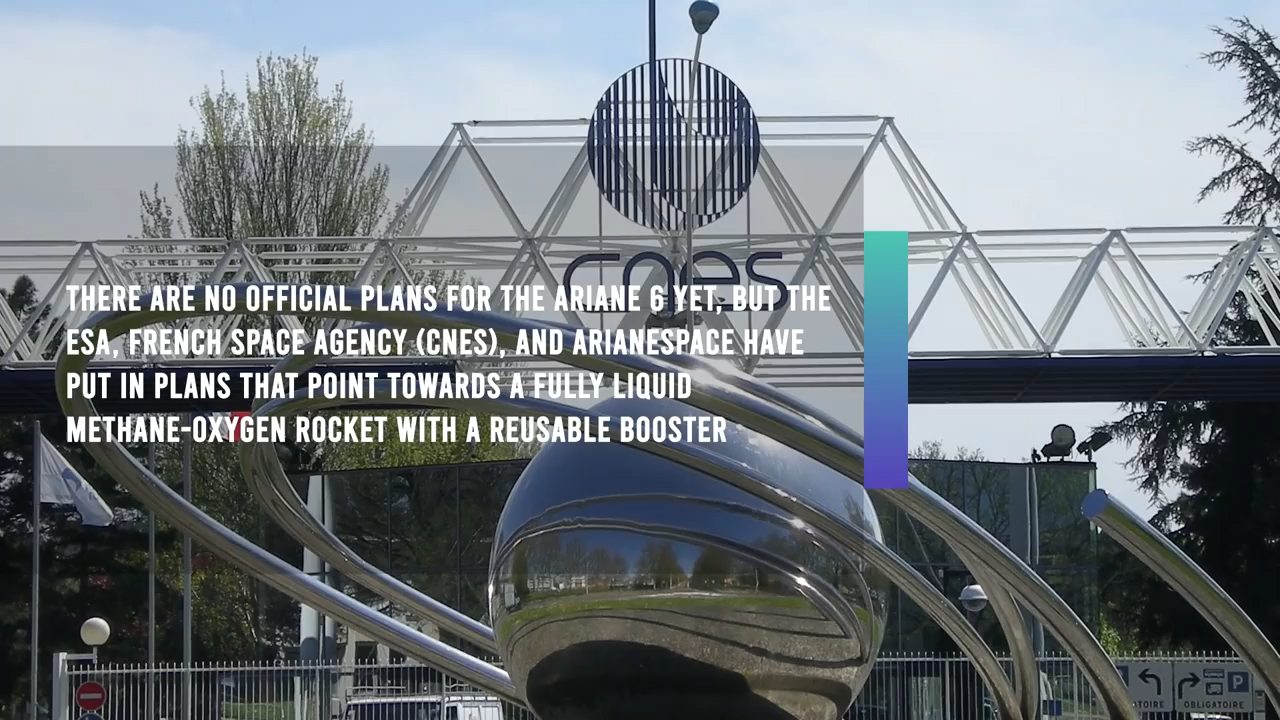 cnes
THERE ARE NO OFFICIAL PLANS FOR THE ARIANE 6 YET, BUT THE
ESA, FRENCH SPACE AGENCY (CNES), AND ARIANESPACE HAVE
PUT IN PLANS THAT POINT TOWARDS A FULLY LIQUID
METHANE-OXYGEN ROCKET WITH A REUSABLE BOOSTER
P
TOIRE
OBLIGATOIRE